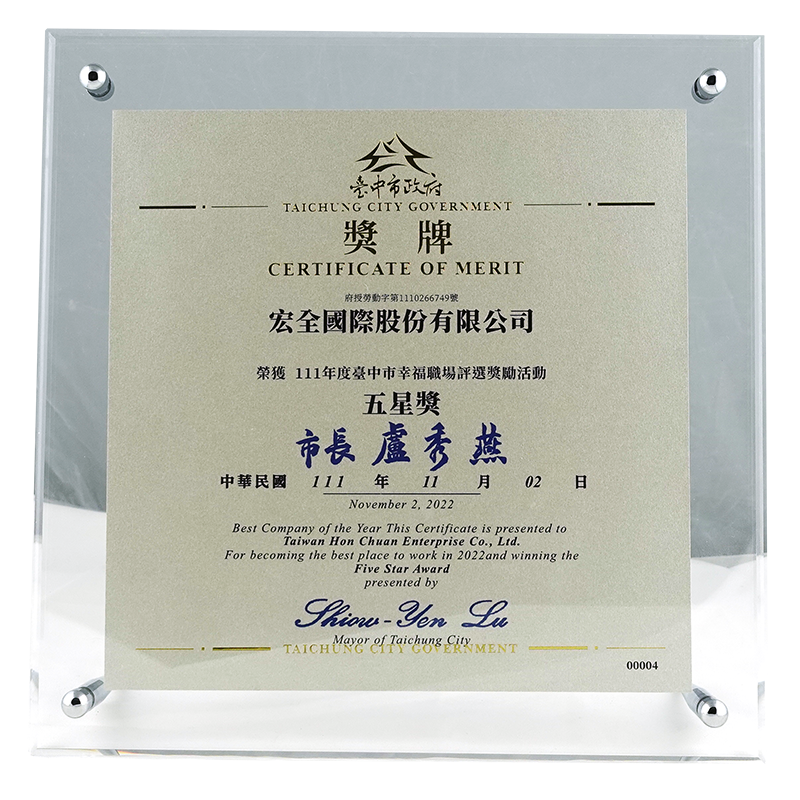 臺中市政府
TAICHUNG CITY GOVERNMENT
獎 牌
CERTIFICATE OF MERIT
府授勞動字第1110266749號
宏全國際股份有限公司
榮獲 111年度臺中市幸福職場評選獎勵活動
五星獎
市長 盧秀燕
中華民國 111 年 11 月 02 日
November 2, 2022
Best Company of the Year This Certificate is presented to
Taiwan Hon Chuan Enterprise Co., Ltd.
For becoming the best place to work in 2022and winning the
Five Star Award
presented by
Shiow-Yen Lu
Mayor of Taichung City
TAICHUNG CITY GOVERNMENT
00004